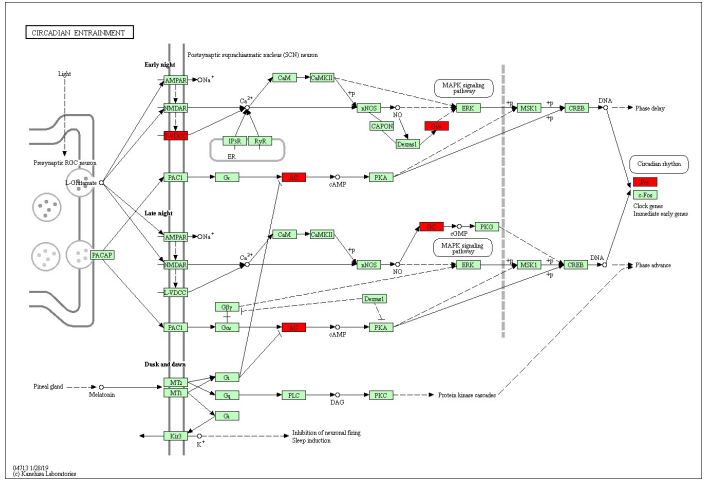 CIRCADIAN ENTRAINMENT
Postsynaptic suprachiasmatic nucleus (SCN) neuron
Early night
Light
AMPAR
Na+
CaM
CaMKII
MAPK signaling
pathway
Ca2+
+p
NMDAR
nNOS
NO
ERK
+p
MSK1
+p
CREB
DNA
Phase delay
CAPON
IP3R
RyR
Dexras1
ER
Presynaptic RGC neuron
Circadian rhythm
L-Glutamate
PAC1
Gs
AC
cAMP
PKA
c-Fos
Clock genes
Immediate early genes
Late night
AMPAR
Na+
CaM
CaMKII
PKG
cGMP
MAPK signaling
pathway
PACAP
Ca2+
+p
NMDAR
nNOS
NO
ERK
+p
MSK1
+p
CREB
DNA
Phase advance
L-VDCC
Dexras1
Gβγ
PAC1
Gαs
cAMP
PKA
Dusk and dawn
Gi
MT2
MT1
Pineal gland
Melatonin
Gq
PLC
DAG
PKC
Protein kinase cascades
Gi
Kir3
K+
Inhibition of neuronal firing
Sleep induction
04713 1/28/19
(c) Kanehisa Laboratories